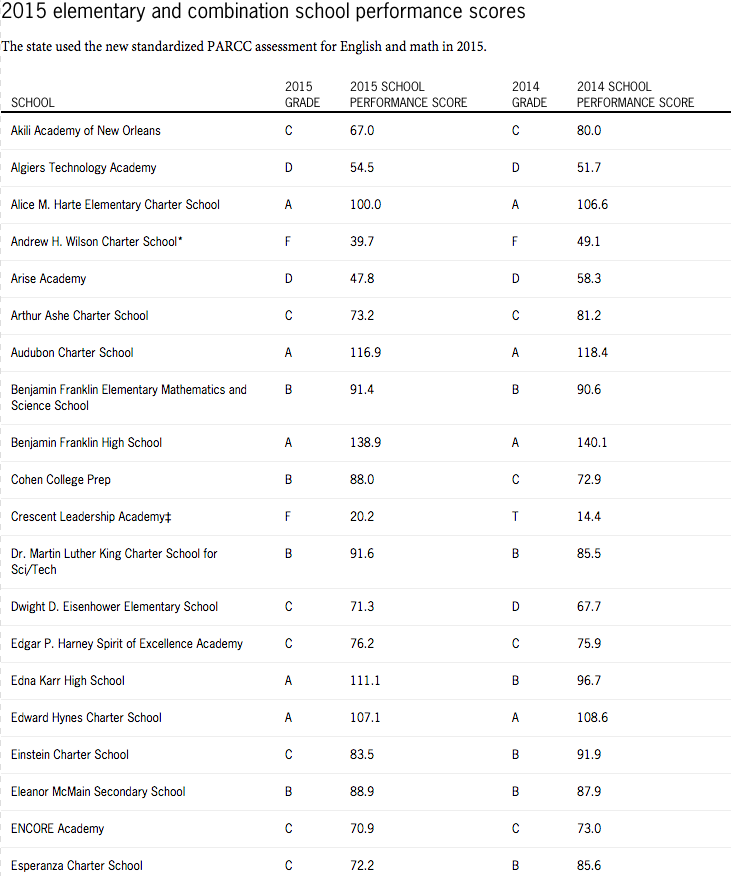 2015 elementary and combination school performance scores
The state used the new standardized PARCC assessment for English and math in 2015.
2015 2015 SCHOOL 2014 2014 SCHOOL
SCHOOL GRADE PERFORMANCE SCORE GRADE PERFORMANCE SCORE
Akili Academy of New Orleans C 67.0 C 80.0
Algiers Technology Academy D 54.5 D 51.7
Alice M. Harte Elementary Charter School A 100.0 A 106.6
Andrew H. Wilson Charter School* F 39.7 F 49.1
Arise Academy D 47.8 D 58.3
Arthur Ashe Charter School C 73.2 C 81.2
Audubon Charter School A 116.9 A 118.4
Benjamin Franklin Elementary Mathematics and B 91.4 B 90.6
Science School
Benjamin Franklin High School A 138.9 A 140.1
Cohen College Prep B 88.0 C 72.9
Crescent Leadership Academy‡ F 20.2 T 14.4
Dr. Martin Luther King Charter School for B 91.6 B 85.5
Sci/Tech
Dwight D. Eisenhower Elementary School C 71.3 D 67.7
Edgar P. Harney Spirit of Excellence Academy C 76.2 C 75.9
Edna Karr High School A 111.1 B 96.7
Edward Hynes Charter School A 107.1 A 108.6
Einstein Charter School C 83.5 B 91.9
Eleanor McMain Secondary School B 88.9 B 87.9
ENCORE Academy C 70.9 C 73.0
Esperanza Charter School C 72.2 B 85.6